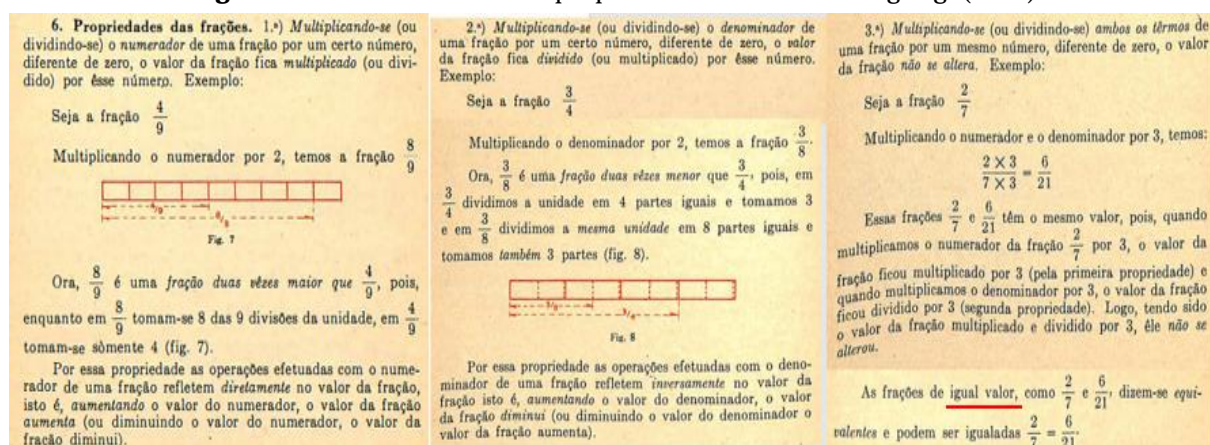 6. Propriedades das frações. 1.ª) Multiplicando-se (ou
dividindo-se) o numerador de uma fração por um certo número,
diferente de zero, o valor da fração fica multiplicado (ou divi-
dido) por êsse número. Exemplo:
Seja a fração 4/9
Multiplicando o numerador por 2, temos a fração 8/9
4/9
8/9
Fig. 7
Ora, 8/9 é uma fração duas vêzes maior que 4/9, pois,
enquanto em 8/9 tomam-se 8 das 9 divisões da unidade, em 4/9
tomam-se sòmente 4 (fig. 7).
Por essa propriedade as operações efetuadas com o nume-
rador de uma fração refletem diretamente no valor da fração,
isto é, aumentando o valor do numerador, o valor da fração
aumenta (ou diminuindo o valor do numerador, o valor da
fração diminui).
2.ª) Multiplicando-se (ou dividindo-se) o denominador de
uma fração por um certo número, diferente de zero, o valor
da fração fica dividido (ou multiplicado) por êsse número.
Exemplo:
Seja a fração 3/4
Multiplicando o denominador por 2, temos a fração 3/8.
Ora, 3/8 é uma fração duas vêzes menor que 3/4, pois, em
3/4 dividimos a unidade em 4 partes iguais e tomamos 3
e em 3/8 dividimos a mesma unidade em 8 partes iguais e
tomamos também 3 partes (fig. 8).
3/8
3/4
Fig. 8
Por essa propriedade as operações efetuadas com o deno-
minador de uma fração refletem inversamente no valor da
fração isto é, aumentando o valor do denominador, o valor
da fração diminui (ou diminuindo o valor do denominador o
valor da fração aumenta).
3.ª) Multiplicando-se (ou dividindo-se) ambos os têrmos de
uma fração por um mesmo número, diferente de zero, o valor
da fração não se altera. Exemplo:
Seja a fração 2/7
Multiplicando o numerador e o denominador por 3, temos:
2 × 3 / 7 × 3 = 6/21
Essas frações 2/7 e 6/21 têm o mesmo valor, pois, quando
multiplicamos o numerador da fração 2/7 por 3, o valor da
fração ficou multiplicado por 3 (pela primeira propriedade) e
quando multiplicamos o denominador por 3, o valor da fração
ficou dividido por 3 (segunda propriedade). Logo, tendo sido
o valor da fração multiplicado e dividido por 3, êle não se
alterou.
As frações de igual valor, como 2/7 e 6/21, dizem-se equi-
valentes e podem ser igualadas 2/7 = 6/21.